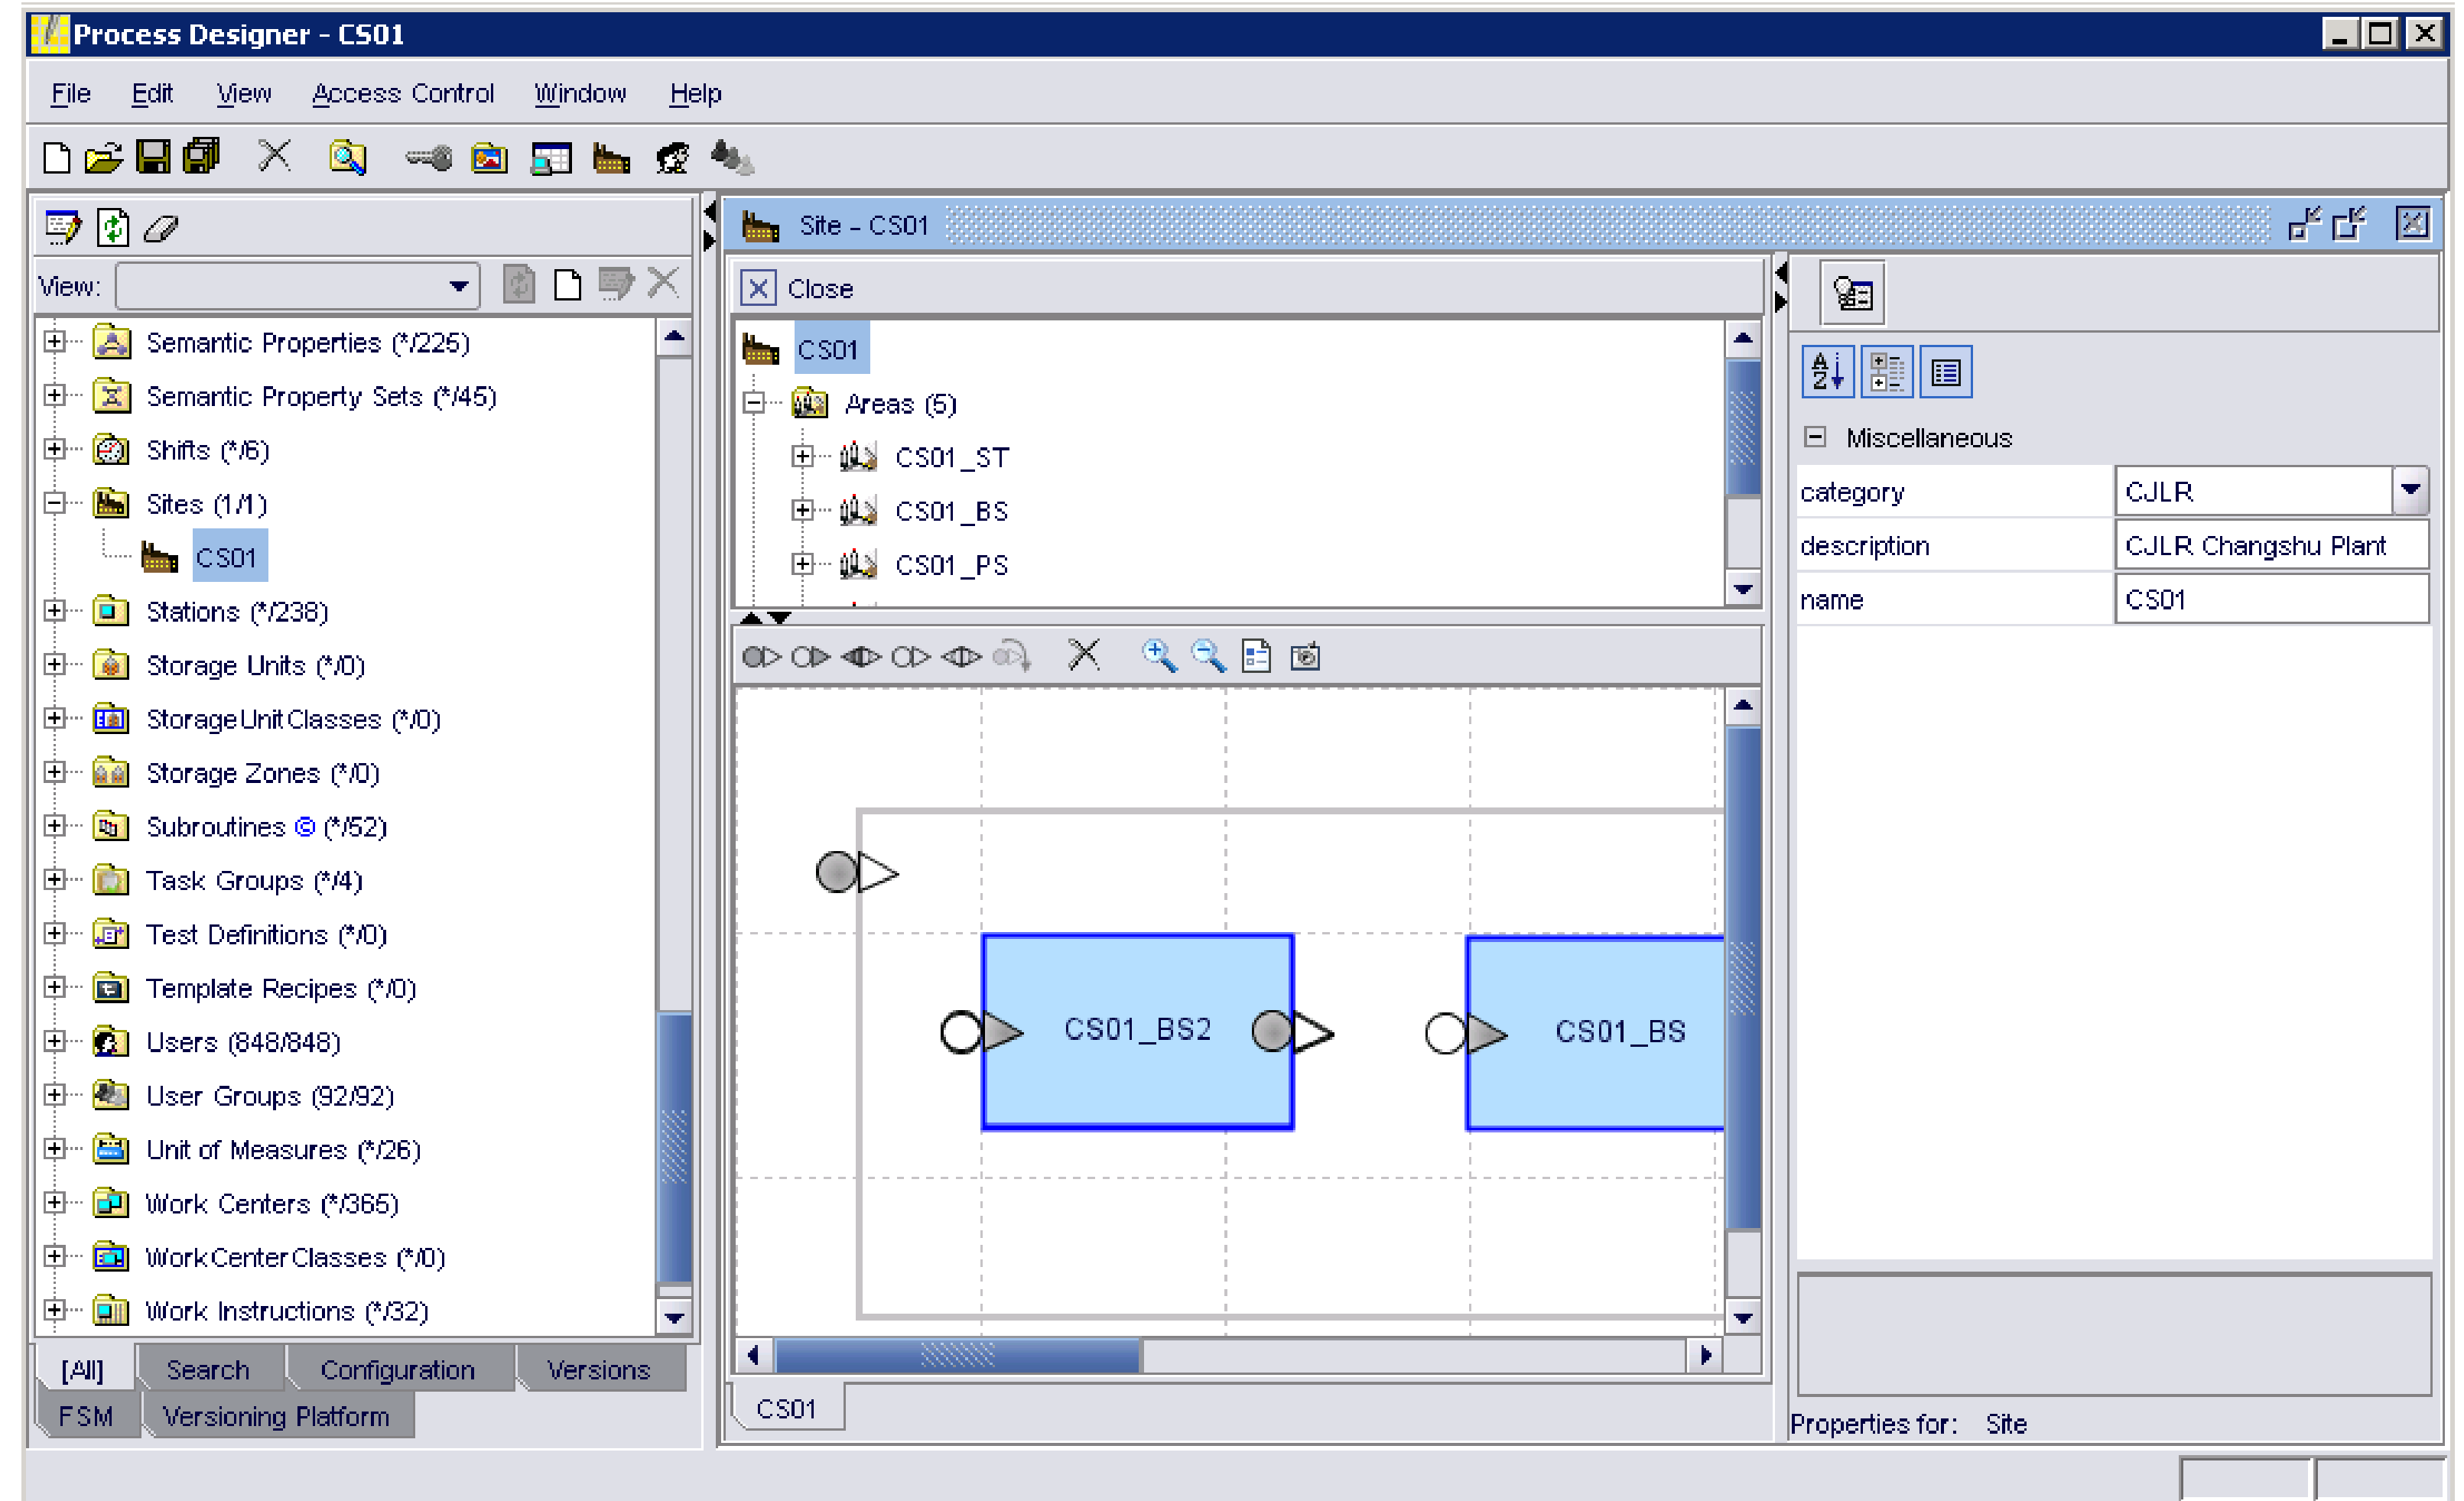 Process Designer - CS01
File Edit View Access Control Window Help
View:
Semantic Properties (*/225)
Semantic Property Sets (*/45)
Shifts (*/6)
Sites (1/1)
CS01
Stations (*/238)
Storage Units (*/0)
StorageUnitClasses (*/0)
Storage Zones (*/0)
Subroutines © (*/52)
Task Groups (*/4)
Test Definitions (*/0)
Template Recipes (*/0)
Users (848/848)
User Groups (92/92)
Unit of Measures (*/26)
Work Centers (*/365)
WorkCenterClasses (*/0)
Work Instructions (*/32)
[All] Search Configuration Versions
FSM Versioning Platform
Site - CS01
Close
CS01
Areas (5)
CS01_ST
CS01_BS
CS01_PS
CS01_BS2 CS01_BS
CS01
Miscellaneous
category CJLR
description CJLR Changshu Plant
name CS01
Properties for: Site